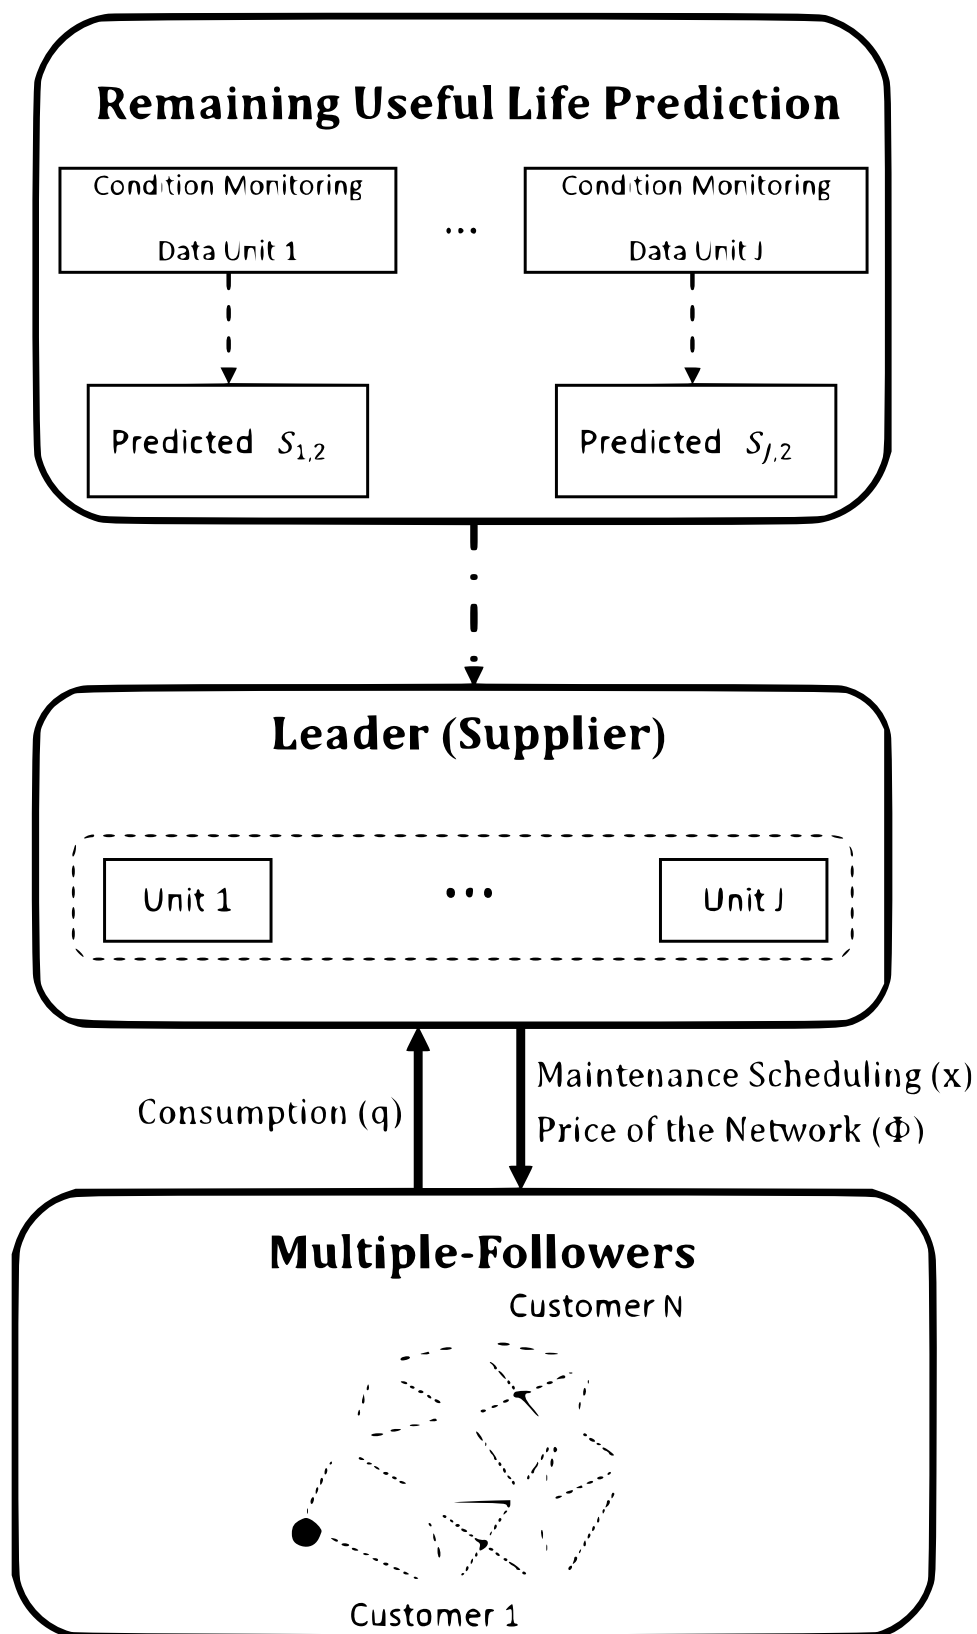 Remaining Useful Life Prediction
Condition Monitoring
Data Unit 1
...
Condition Monitoring
Data Unit J
Predicted S₁,₂
Predicted S_J,₂
Leader (Supplier)
Unit 1
...
Unit J
Consumption (q)
Maintenance Scheduling (x)
Price of the Network (Φ)
Multiple-Followers
Customer N
Customer 1